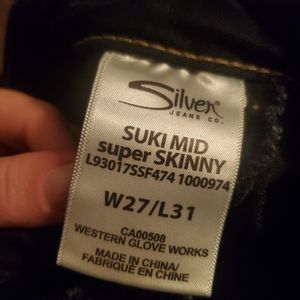 Silver
JEANS CO.
SUKI MID
super SKINNY
L93017SSF474 1000974
W27/L31
CA00508
WESTERN GLOVE WORKS
MADE IN CHINA/
FABRIQUÉ EN CHINE